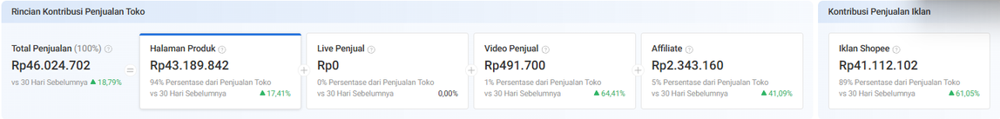 Rincian Kontribusi Penjualan Toko
Total Penjualan (100%)
Rp46.024.702
vs 30 Hari Sebelumnya 18,79%
=
Halaman Produk
Rp43.189.842
94% Persentase dari Penjualan Toko
vs 30 Hari Sebelumnya 17,41%
+
Live Penjual
Rp0
0% Persentase dari Penjualan Toko
vs 30 Hari Sebelumnya 0,00%
+
Video Penjual
Rp491.700
1% Persentase dari Penjualan Toko
vs 30 Hari Sebelumnya 64,41%
+
Affiliate
Rp2.343.160
5% Persentase dari Penjualan Toko
vs 30 Hari Sebelumnya 41,09%
Kontribusi Penjualan Iklan
Iklan Shopee
Rp41.112.102
89% Persentase dari Penjualan Toko
vs 30 Hari Sebelumnya 61,05%